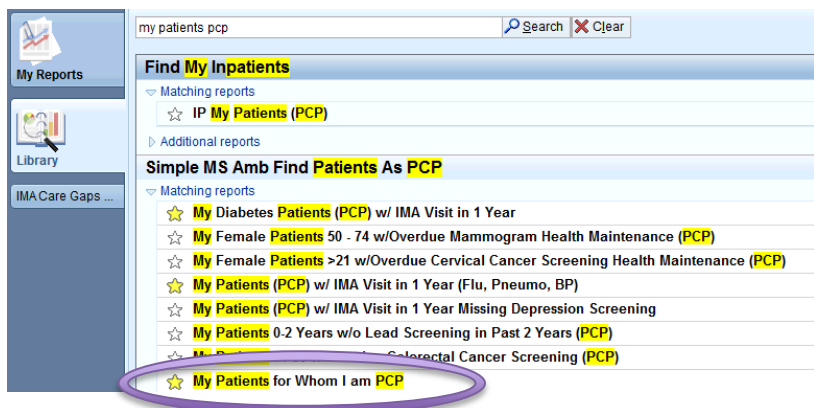 my patients pcp
Search
Clear
My Reports
Library
IMA Care Gaps ...
Find My Inpatients
Matching reports
IP My Patients (PCP)
Additional reports
Simple MS Amb Find Patients As PCP
Matching reports
My Diabetes Patients (PCP) w/ IMA Visit in 1 Year
My Female Patients 50 - 74 w/Overdue Mammogram Health Maintenance (PCP)
My Female Patients >21 w/Overdue Cervical Cancer Screening Health Maintenance (PCP)
My Patients (PCP) w/ IMA Visit in 1 Year (Flu, Pneumo, BP)
My Patients (PCP) w/ IMA Visit in 1 Year Missing Depression Screening
My Patients 0-2 Years w/o Lead Screening in Past 2 Years (PCP)
My Patients Colorectal Cancer Screening (PCP)
My Patients for Whom I am PCP